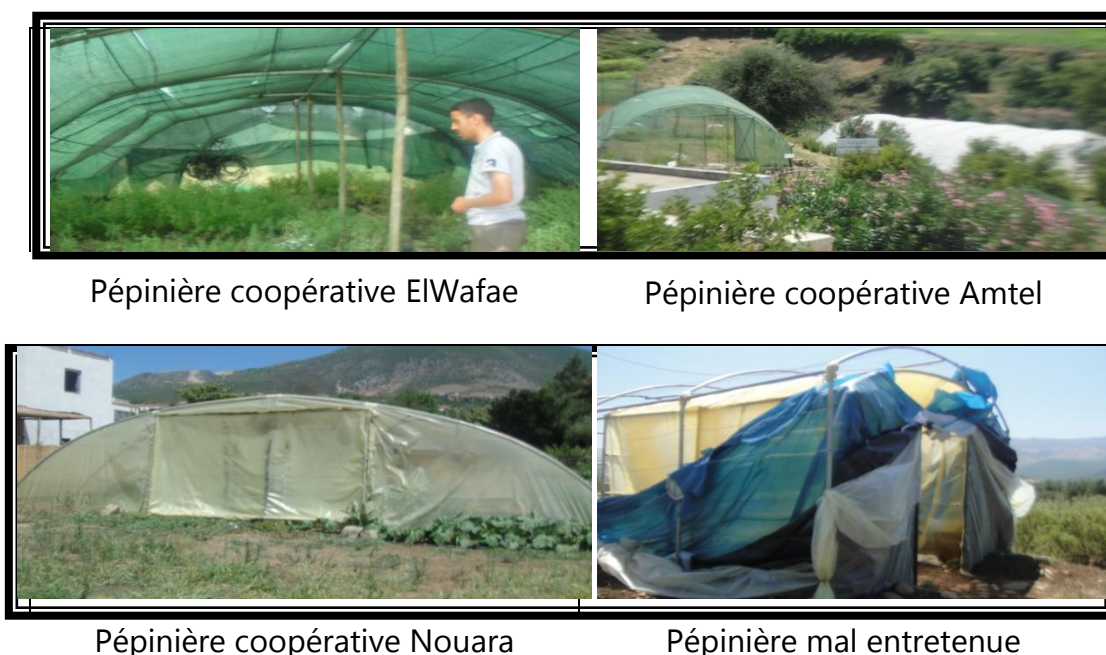 Pépinière coopérative ElWafae
Pépinière coopérative Amtel
Pépinière coopérative Nouara
Pépinière mal entretenue